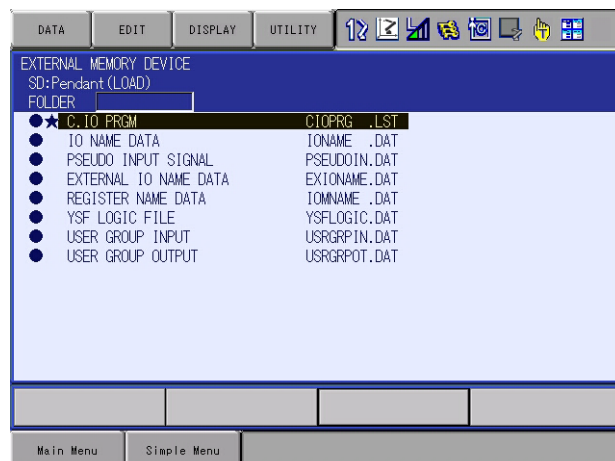 DATA EDIT DISPLAY UTILITY
EXTERNAL MEMORY DEVICE
SD:Pendant(LOAD)
FOLDER
C.IO PRGM CIOPRG .LST
IO NAME DATA IONAME .DAT
PSEUDO INPUT SIGNAL PSEUDOIN.DAT
EXTERNAL IO NAME DATA EXIONAME.DAT
REGISTER NAME DATA IOMNAME .DAT
YSF LOGIC FILE YSFLOGIC.DAT
USER GROUP INPUT USRGRPIN.DAT
USER GROUP OUTPUT USRGRPOT.DAT
Main Menu Simple Menu